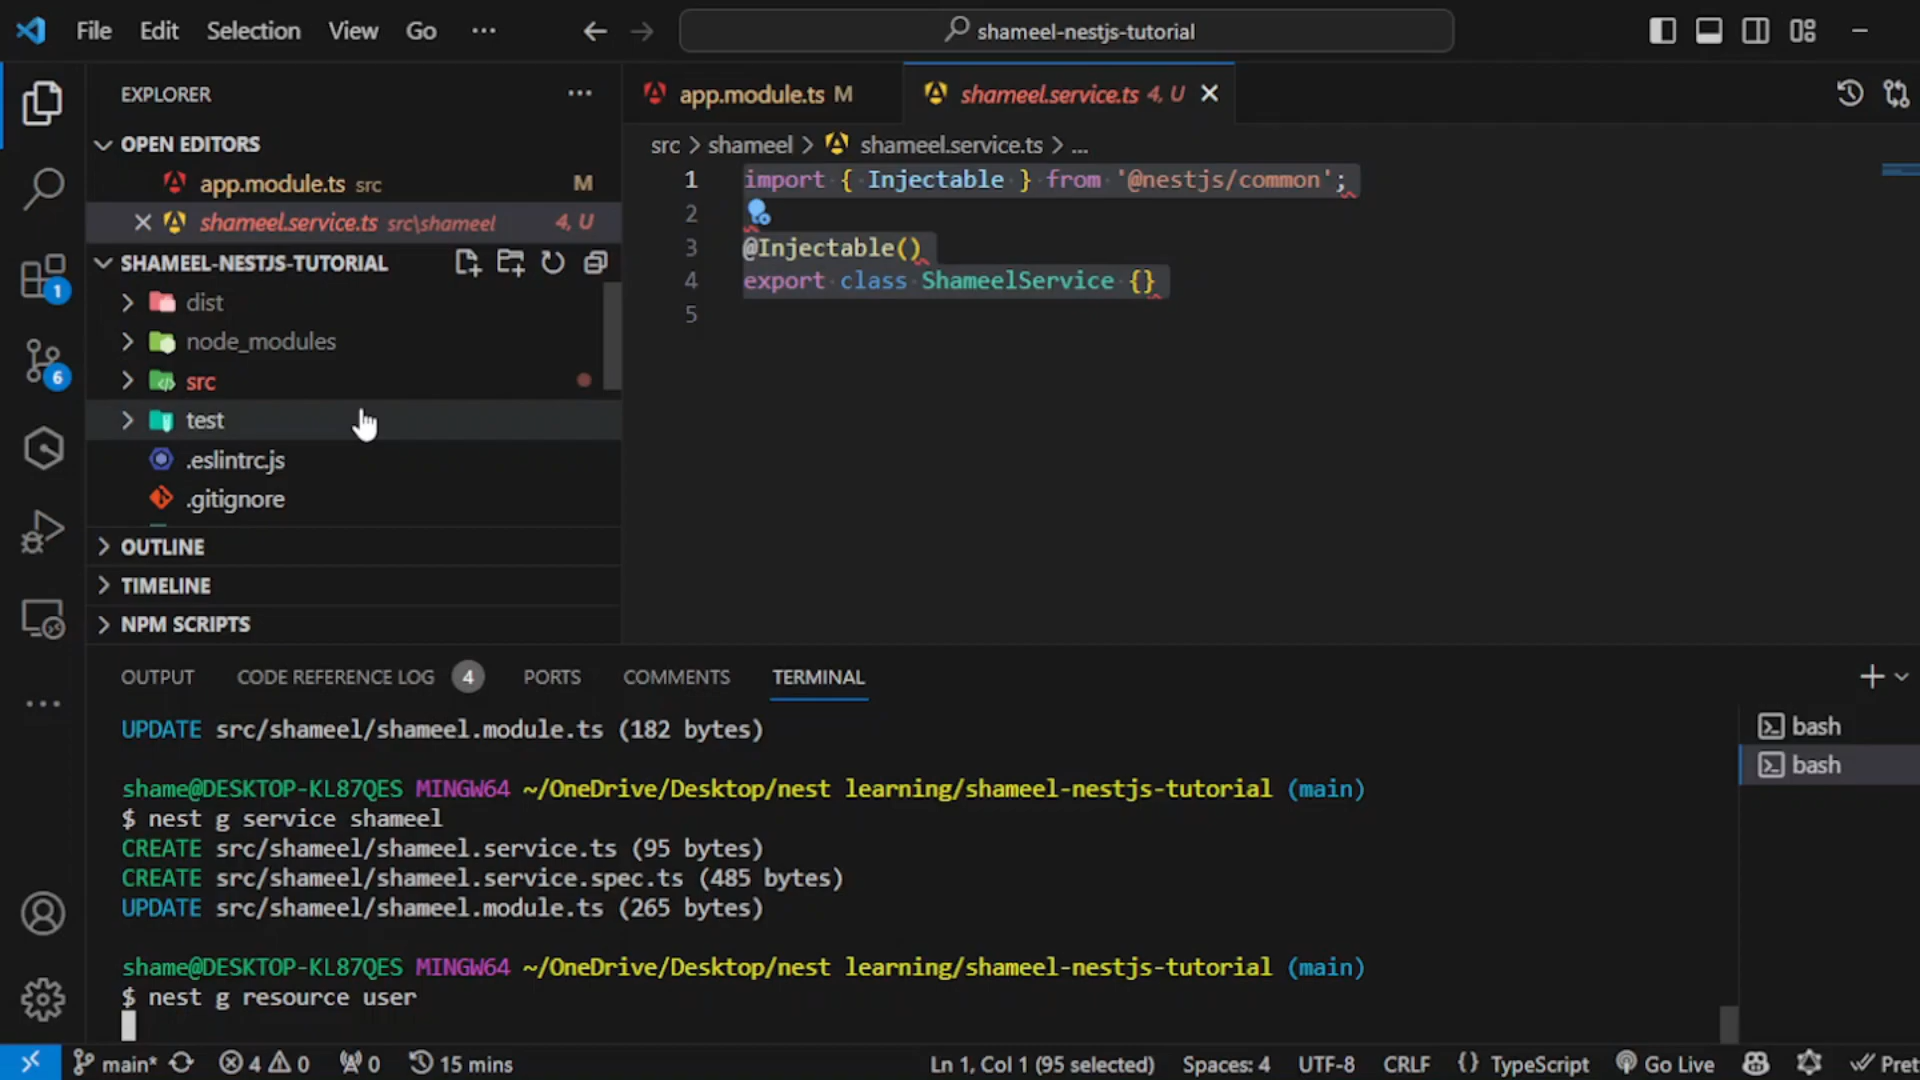 File Edit Selection View Go ...
shameel-nestjs-tutorial
EXPLORER
OPEN EDITORS
app.module.ts src M
shameel.service.ts src\shameel 4, U
SHAMEEL-NESTJS-TUTORIAL
dist
node_modules
src
test
.eslintrc.js
.gitignore
OUTLINE
TIMELINE
NPM SCRIPTS
1
6
app.module.ts M
shameel.service.ts 4, U
src > shameel > shameel.service.ts > ...
1 import { Injectable } from '@nestjs/common';
2
3 @Injectable()
4 export class ShameelService {}
5
OUTPUT CODE REFERENCE LOG 4 PORTS COMMENTS TERMINAL
UPDATE src/shameel/shameel.module.ts (182 bytes)
shame@DESKTOP-KL87QES MINGW64 ~/OneDrive/Desktop/nest learning/shameel-nestjs-tutorial (main)
$ nest g service shameel
CREATE src/shameel/shameel.service.ts (95 bytes)
CREATE src/shameel/shameel.service.spec.ts (485 bytes)
UPDATE src/shameel/shameel.module.ts (265 bytes)
shame@DESKTOP-KL87QES MINGW64 ~/OneDrive/Desktop/nest learning/shameel-nestjs-tutorial (main)
$ nest g resource user
bash
bash
main* 4 0 0 15 mins Ln 1, Col 1 (95 selected) Spaces: 4 UTF-8 CRLF {} TypeScript Go Live Pret